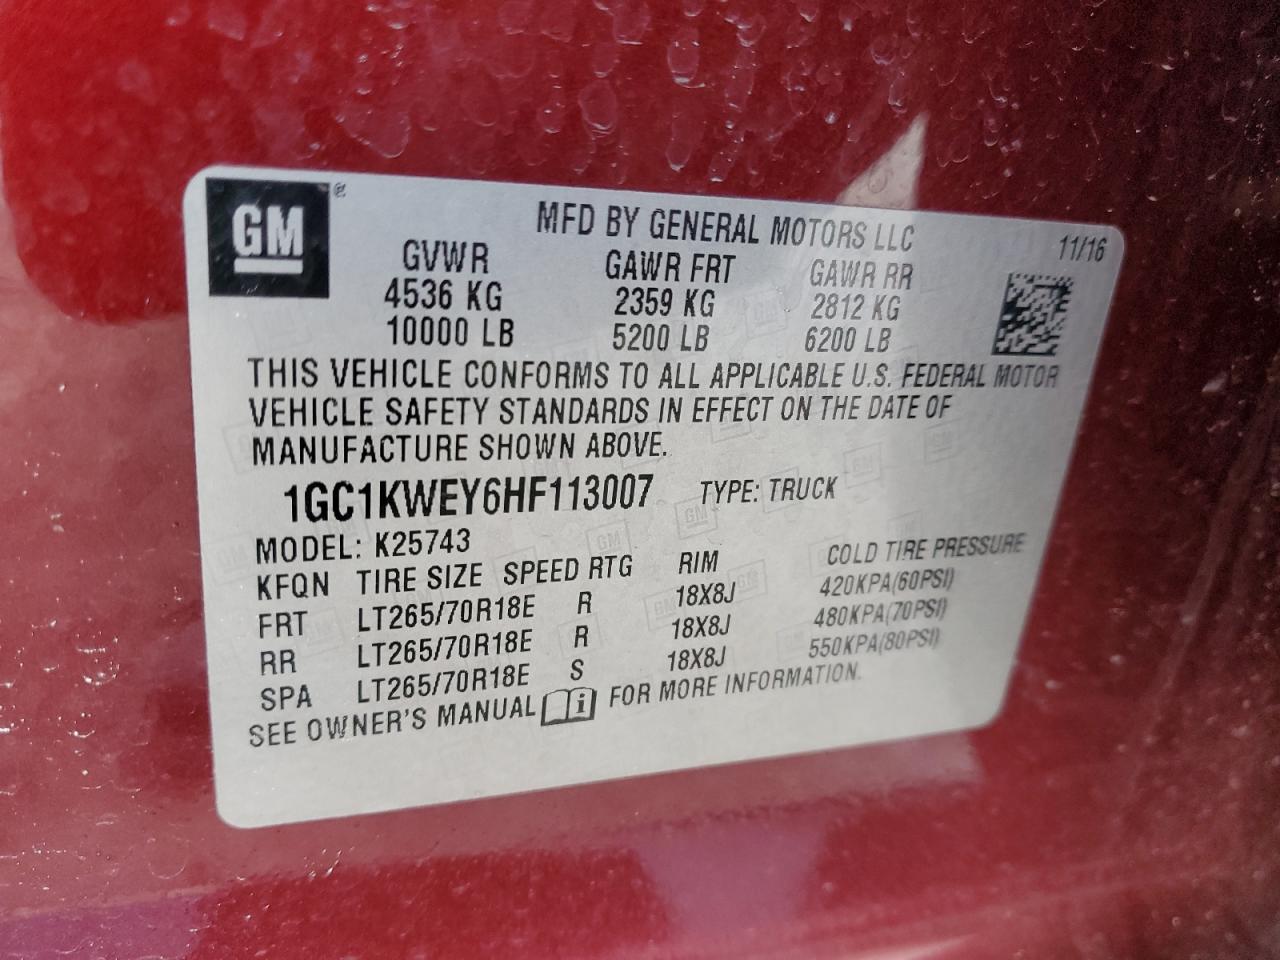 GM ®
MFD BY GENERAL MOTORS LLC
11/16
GVWR GAWR FRT GAWR RR
4536 KG 2359 KG 2812 KG
10000 LB 5200 LB 6200 LB
THIS VEHICLE CONFORMS TO ALL APPLICABLE U.S. FEDERAL MOTOR
VEHICLE SAFETY STANDARDS IN EFFECT ON THE DATE OF
MANUFACTURE SHOWN ABOVE.
1GC1KWEY6HF113007 TYPE: TRUCK
MODEL: K25743
KFQN TIRE SIZE SPEED RTG RIM COLD TIRE PRESSURE
FRT LT265/70R18E R 18X8J 420KPA(60PSI)
RR LT265/70R18E R 18X8J 480KPA(70PSI)
SPA LT265/70R18E S 18X8J 550KPA(80PSI)
SEE OWNER'S MANUAL i FOR MORE INFORMATION.